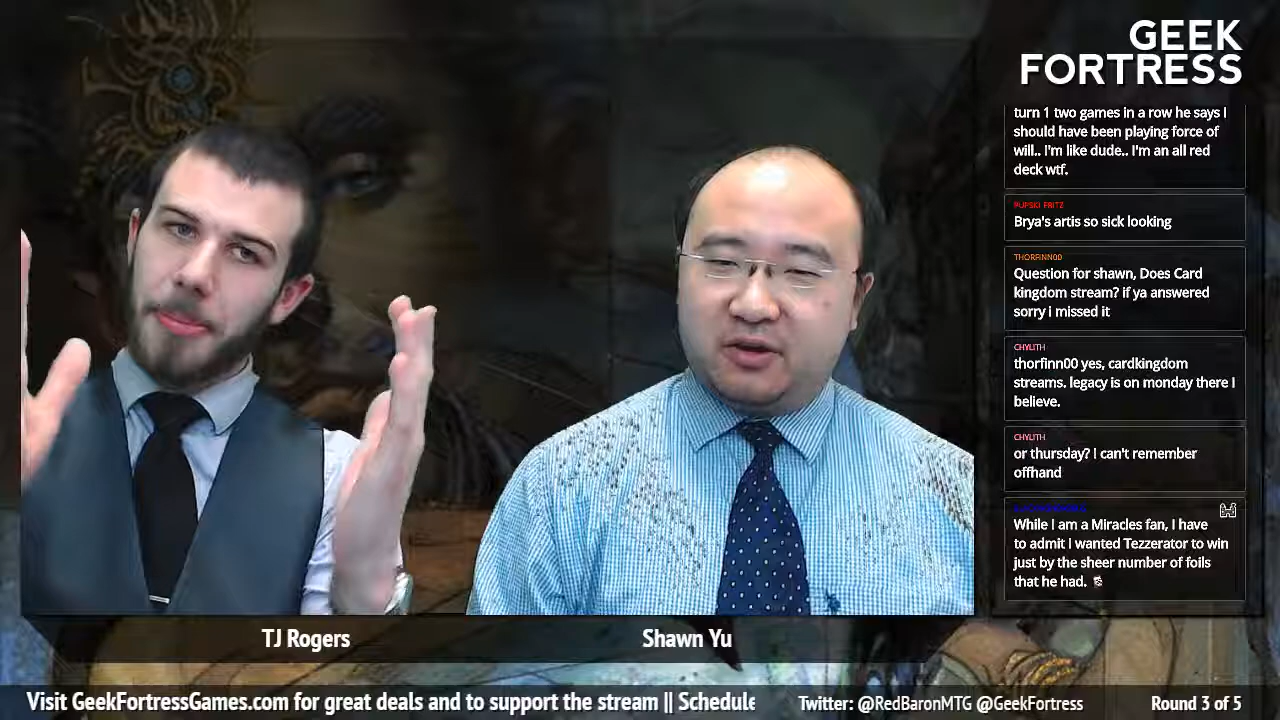 GEEK
FORTRESS
turn 1 two games in a row he says I
should have been playing force of
will.. I'm like dude.. I'm an all red
deck wtf.
PUPSKI FRITZ
Brya's artis so sick looking
THORFINN00
Question for shawn, Does Card
kingdom stream? if ya answered
sorry i missed it
CHYLITH
thorfinn00 yes, cardkingdom
streams. legacy is on monday there I
believe.
CHYLITH
or thursday? I can't remember
offhand
While I am a Miracles fan, I have
to admit I wanted Tezzerator to win
just by the sheer number of foils
that he had.
TJ Rogers
Shawn Yu
Visit GeekFortressGames.com for great deals and to support the stream || Schedule
Twitter: @RedBaronMTG @GeekFortress
Round 3 of 5